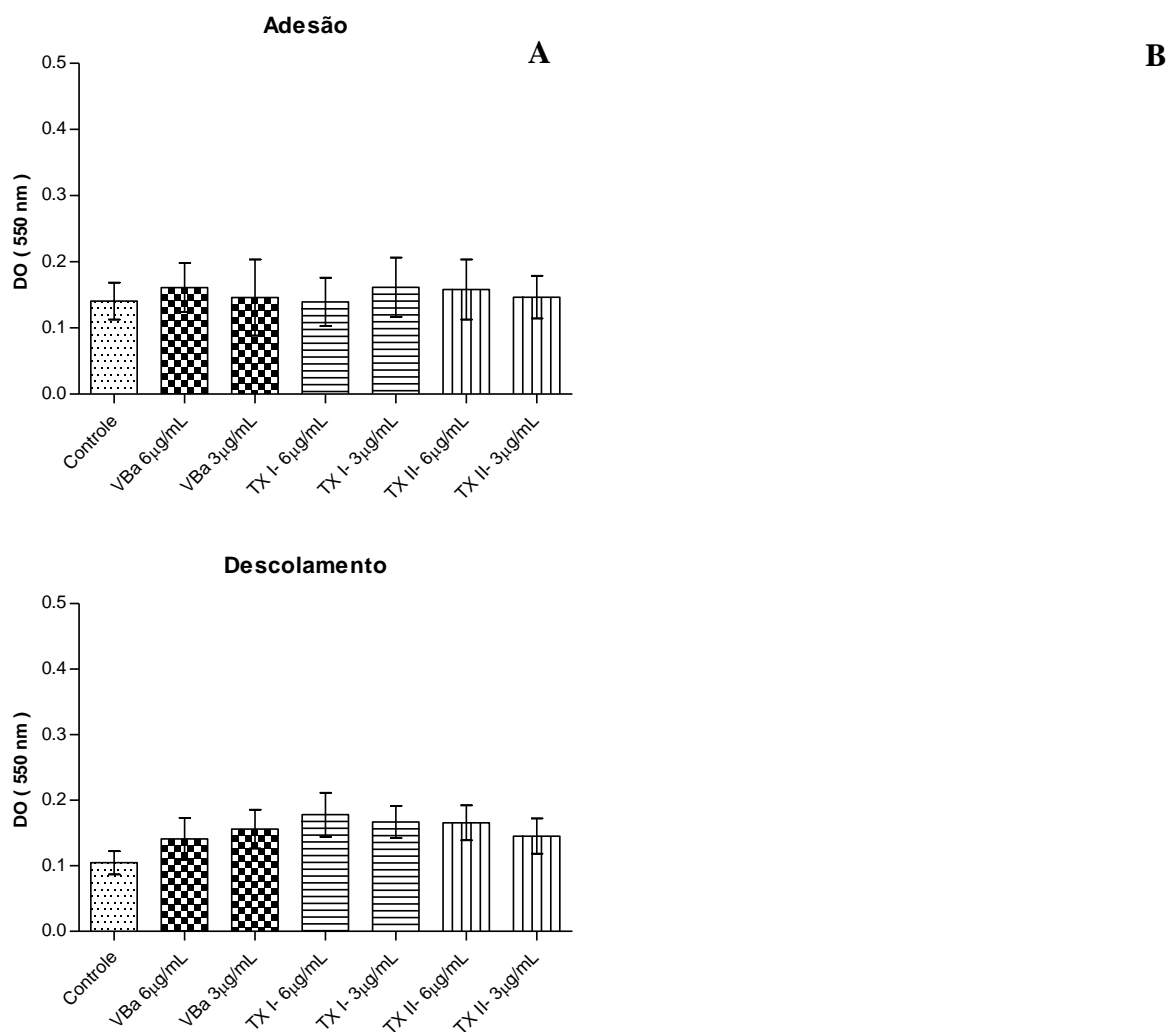 Adesão
A
B
0.5
0.4
0.3
0.2
0.1
0.0
DO ( 550 nm )
Controle
VBa 6µg/mL
VBa 3µg/mL
TX I- 6µg/mL
TX I- 3µg/mL
TX II- 6µg/mL
TX II- 3µg/mL
Descolamento
0.5
0.4
0.3
0.2
0.1
0.0
DO ( 550 nm )
Controle
VBa 6µg/mL
VBa 3µg/mL
TX I- 6µg/mL
TX I- 3µg/mL
TX II- 6µg/mL
TX II- 3µg/mL